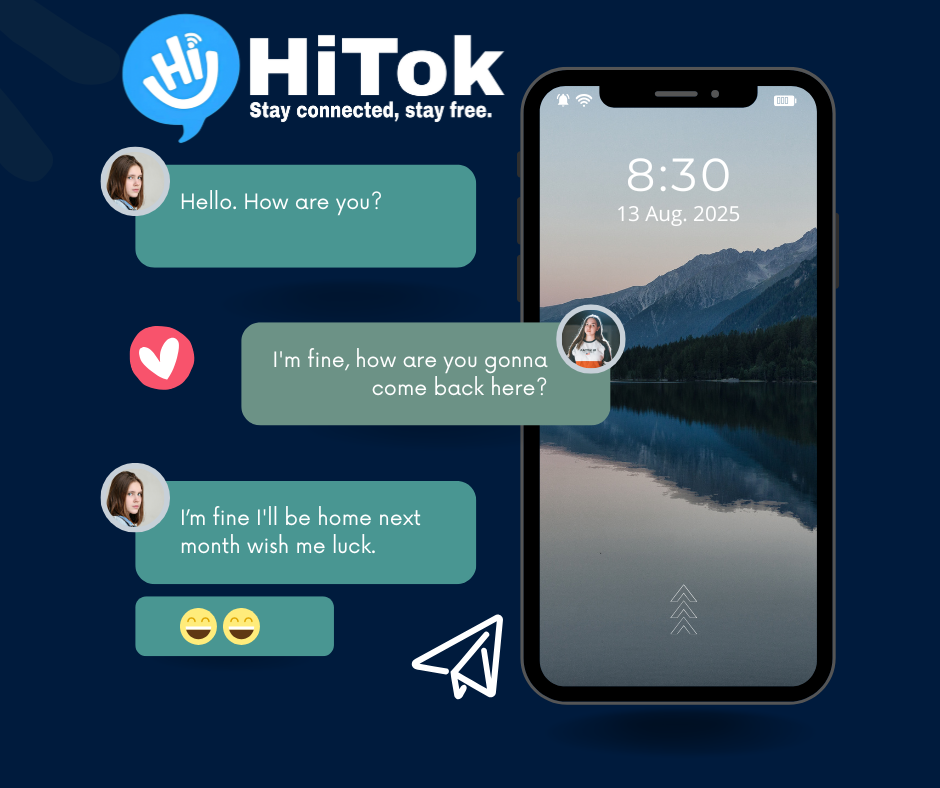 Hi
HiTok
Stay connected, stay free.
8:30
13 Aug. 2025
Hello. How are you?
I'm fine, how are you gonna
come back here?
I’m fine I'll be home next
month wish me luck.